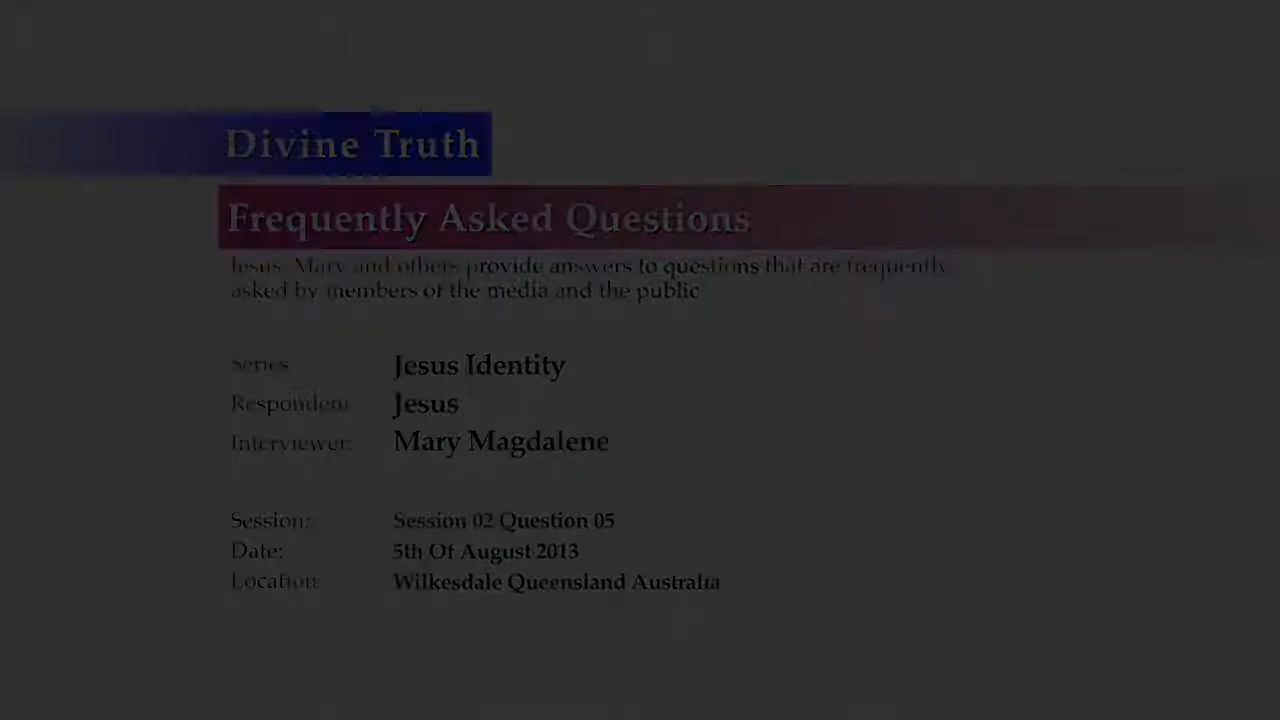 Divine Truth
Frequently Asked Questions
Jesus, Mary and others provide answers to questions that are frequently
asked by members of the media and the public
Series: Jesus Identity
Respondent: Jesus
Interviewer: Mary Magdalene
Session: Session 02 Question 05
Date: 5th Of August 2013
Location: Wilkesdale Queensland Australia